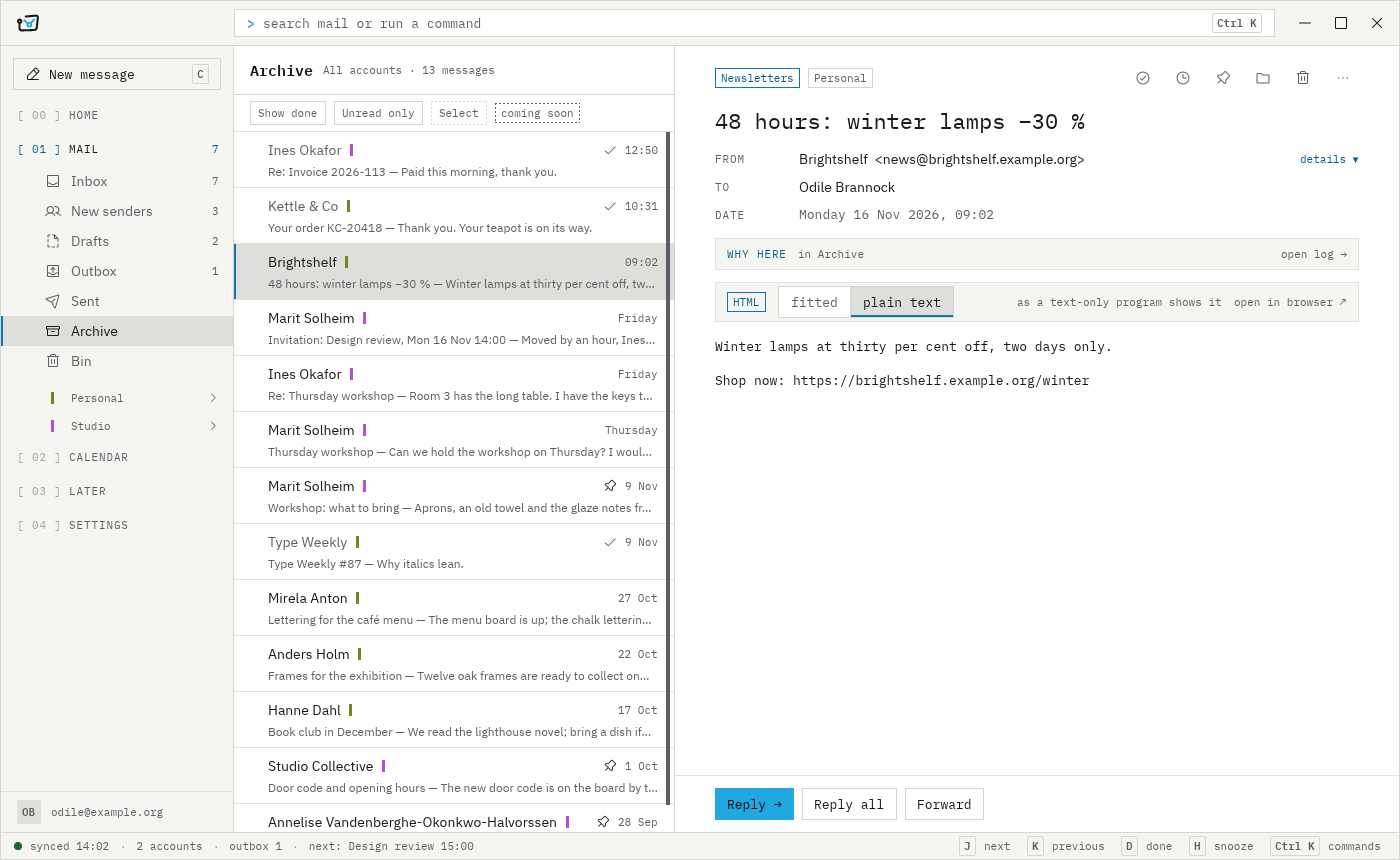 > search mail or run a command Ctrl K
New message C
[ 00 ] HOME
[ 01 ] MAIL 7
Inbox 7
New senders 3
Drafts 2
Outbox 1
Sent
Archive
Bin
Personal
Studio
[ 02 ] CALENDAR
[ 03 ] LATER
[ 04 ] SETTINGS
OB odile@example.org
Archive All accounts · 13 messages
Show done Unread only Select coming soon
Ines Okafor 12:50
Re: Invoice 2026-113 — Paid this morning, thank you.
Kettle & Co 10:31
Your order KC-20418 — Thank you. Your teapot is on its way.
Brightshelf 09:02
48 hours: winter lamps −30 % — Winter lamps at thirty per cent off, tw…
Marit Solheim Friday
Invitation: Design review, Mon 16 Nov 14:00 — Moved by an hour, Ines…
Ines Okafor Friday
Re: Thursday workshop — Room 3 has the long table. I have the keys t…
Marit Solheim Thursday
Thursday workshop — Can we hold the workshop on Thursday? I woul…
Marit Solheim 9 Nov
Workshop: what to bring — Aprons, an old towel and the glaze notes fr…
Type Weekly 9 Nov
Type Weekly #87 — Why italics lean.
Mirela Anton 27 Oct
Lettering for the café menu — The menu board is up; the chalk letterin…
Anders Holm 22 Oct
Frames for the exhibition — Twelve oak frames are ready to collect on…
Hanne Dahl 17 Oct
Book club in December — We read the lighthouse novel; bring a dish if…
Studio Collective 1 Oct
Door code and opening hours — The new door code is on the board by t…
Annelise Vandenberghe-Okonkwo-Halvorssen 28 Sep
Newsletters Personal
48 hours: winter lamps −30 %
FROM Brightshelf <news@brightshelf.example.org> details ▾
TO Odile Brannock
DATE Monday 16 Nov 2026, 09:02
WHY HERE in Archive open log →
HTML fitted plain text as a text-only program shows it open in browser ↗
Winter lamps at thirty per cent off, two days only.
Shop now: https://brightshelf.example.org/winter
Reply → Reply all Forward
synced 14:02 · 2 accounts · outbox 1 · next: Design review 15:00
J next K previous D done H snooze Ctrl K commands